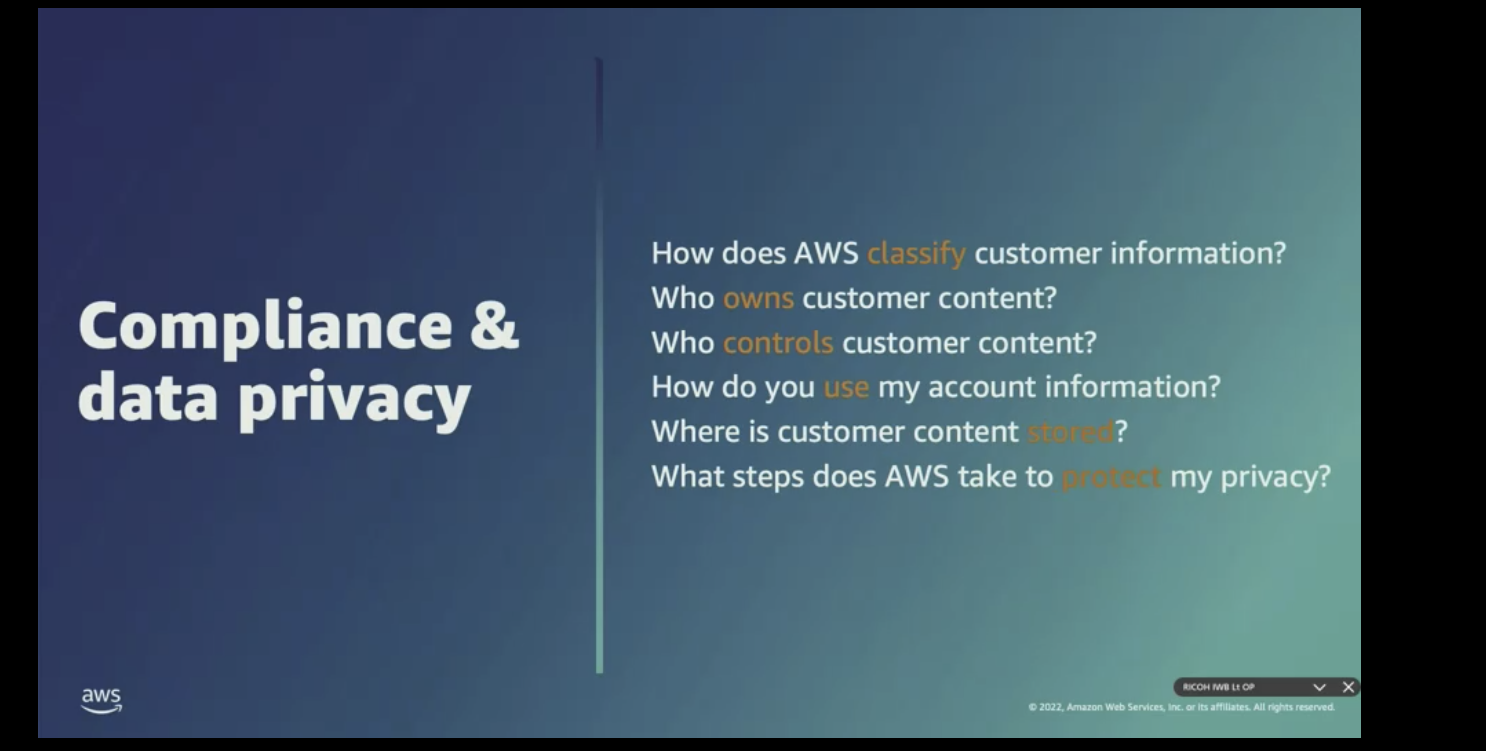 Compliance &
data privacy
How does AWS classify customer information?
Who owns customer content?
Who controls customer content?
How do you use my account information?
Where is customer content stored?
What steps does AWS take to protect my privacy?
aws
RICOH IWB Lt OP
© 2022, Amazon Web Services, Inc. or its affiliates. All rights reserved.